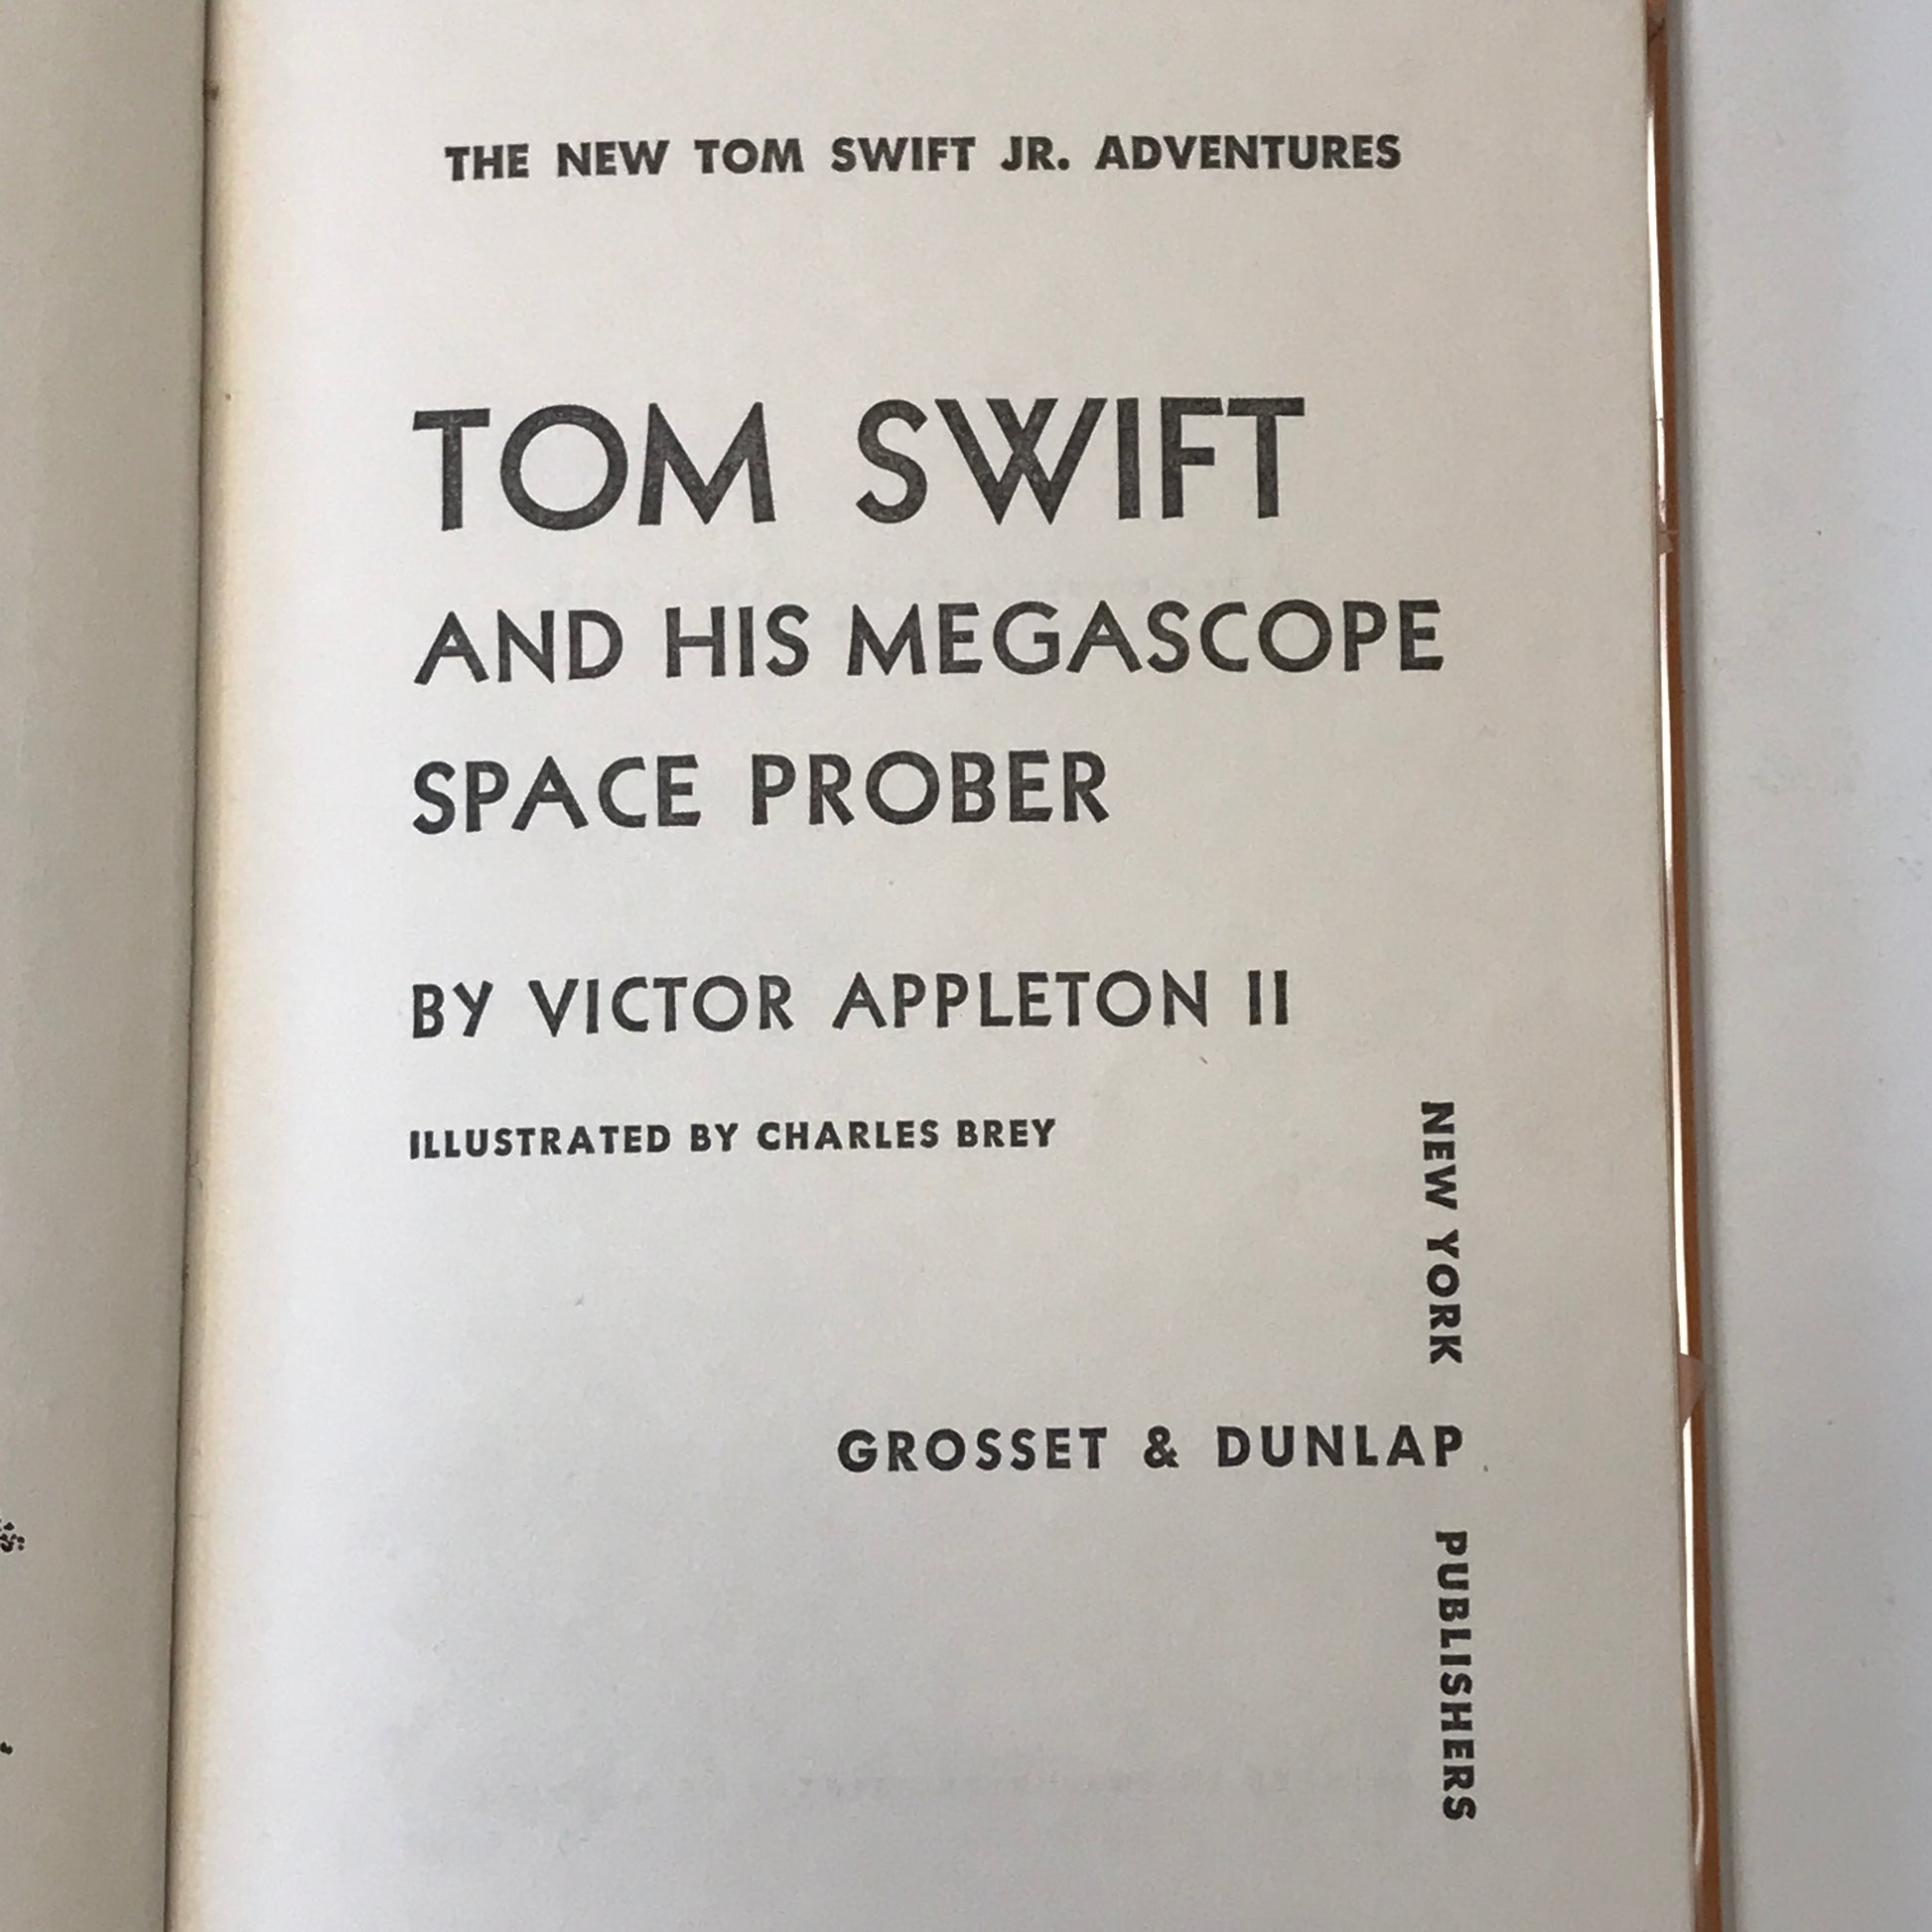 THE NEW TOM SWIFT JR. ADVENTURES
TOM SWIFT
AND HIS MEGASCOPE
SPACE PROBER
BY VICTOR APPLETON II
ILLUSTRATED BY CHARLES BREY
NEW YORK
GROSSET & DUNLAP
PUBLISHERS